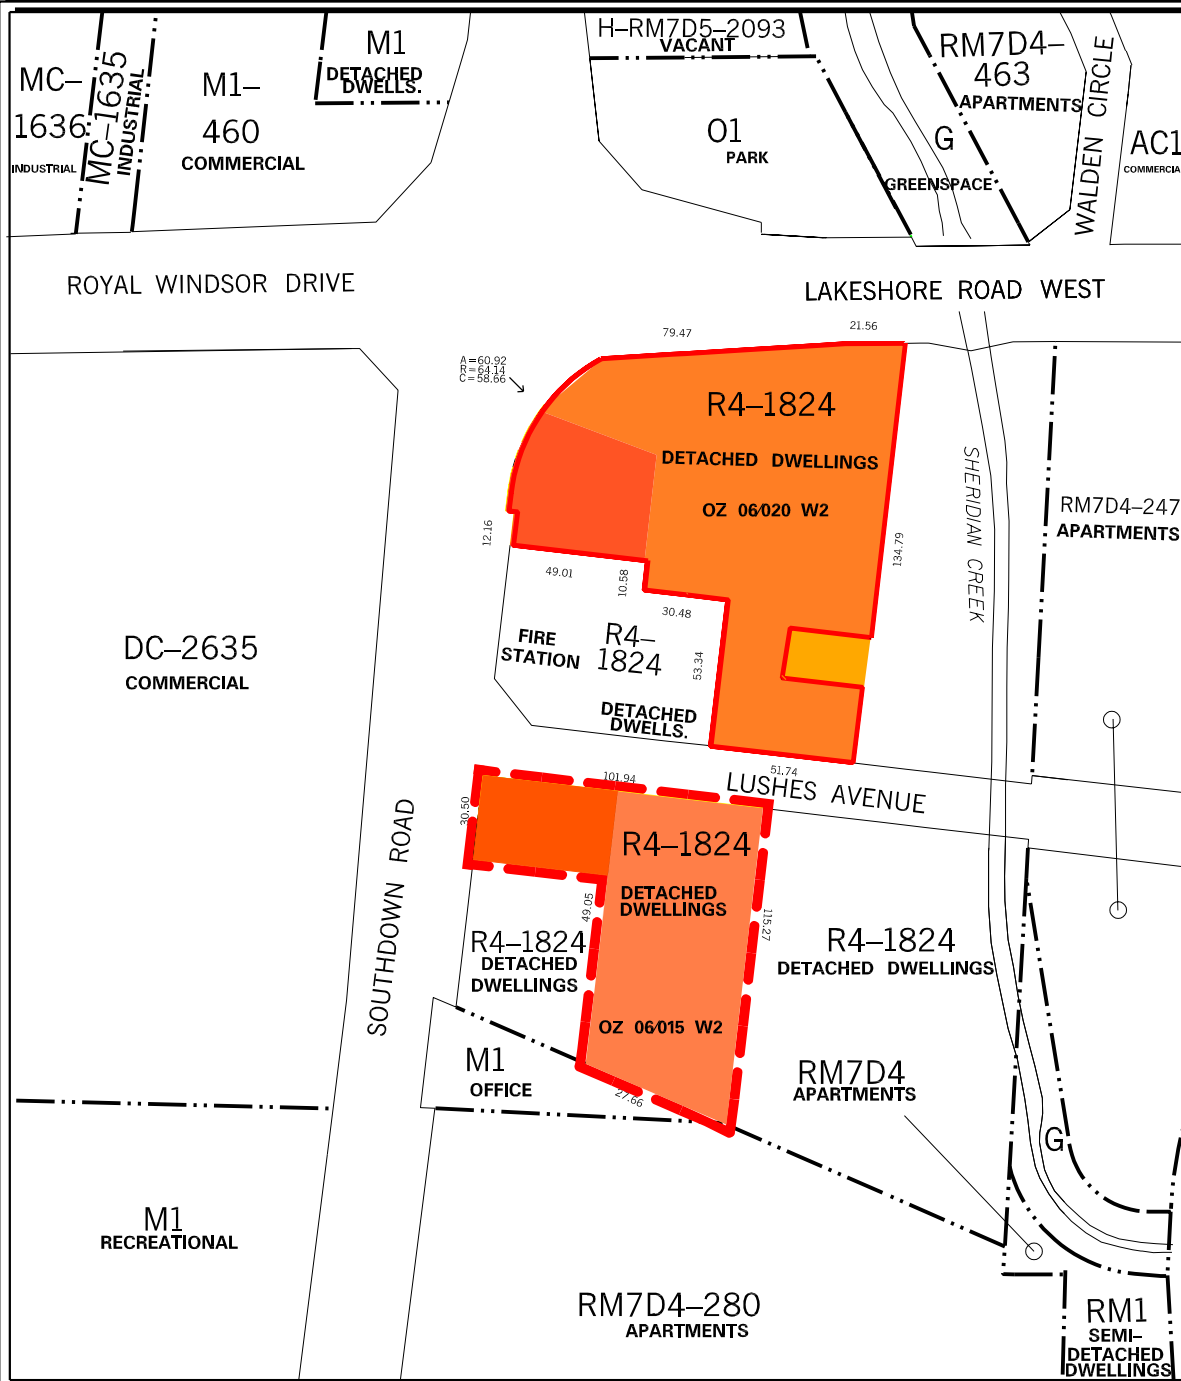 H–RM7D5–2093
VACANT
M1
DETACHED
DWELLS.
RM7D4–
463
APARTMENTS
MC–
1636
INDUSTRIAL
MC–1635
INDUSTRIAL
M1–
460
COMMERCIAL
O1
PARK
G
GREENSPACE
WALDEN CIRCLE
AC1
COMMERCIA
ROYAL WINDSOR DRIVE
LAKESHORE ROAD WEST
79.47
21.56
A=60.92
R=64.14
C=58.66
R4–1824
DETACHED DWELLINGS
OZ 06/020 W2
SHERIDIAN CREEK
RM7D4–247
APARTMENTS
12.16
134.79
49.01
10.58
30.48
FIRE
STATION
R4–
1824
53.34
DETACHED
DWELLS.
DC–2635
COMMERCIAL
51.74
LUSHES AVENUE
101.94
30.50
R4–1824
DETACHED
DWELLINGS
49.05
115.27
SOUTHDOWN ROAD
R4–1824
DETACHED
DWELLINGS
R4–1824
DETACHED DWELLINGS
OZ 06/015 W2
M1
OFFICE
27.66
RM7D4
APARTMENTS
G
M1
RECREATIONAL
RM7D4–280
APARTMENTS
RM1
SEMI–
DETACHED
DWELLINGS